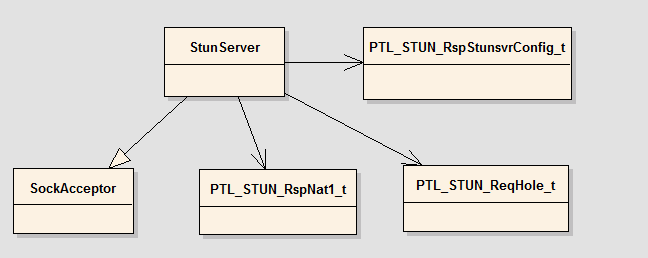 StunServer
PTL_STUN_RspStunsvrConfig_t
SockAcceptor
PTL_STUN_RspNat1_t
PTL_STUN_ReqHole_t